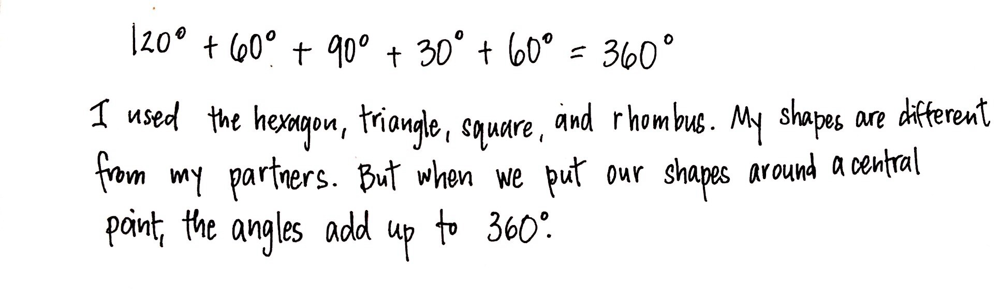 120° + 60° + 90° + 30° + 60° = 360°
I used the hexagon, triangle, square, and rhombus. My shapes are different
from my partners. But when we put our shapes around a central
point, the angles add up to 360°.